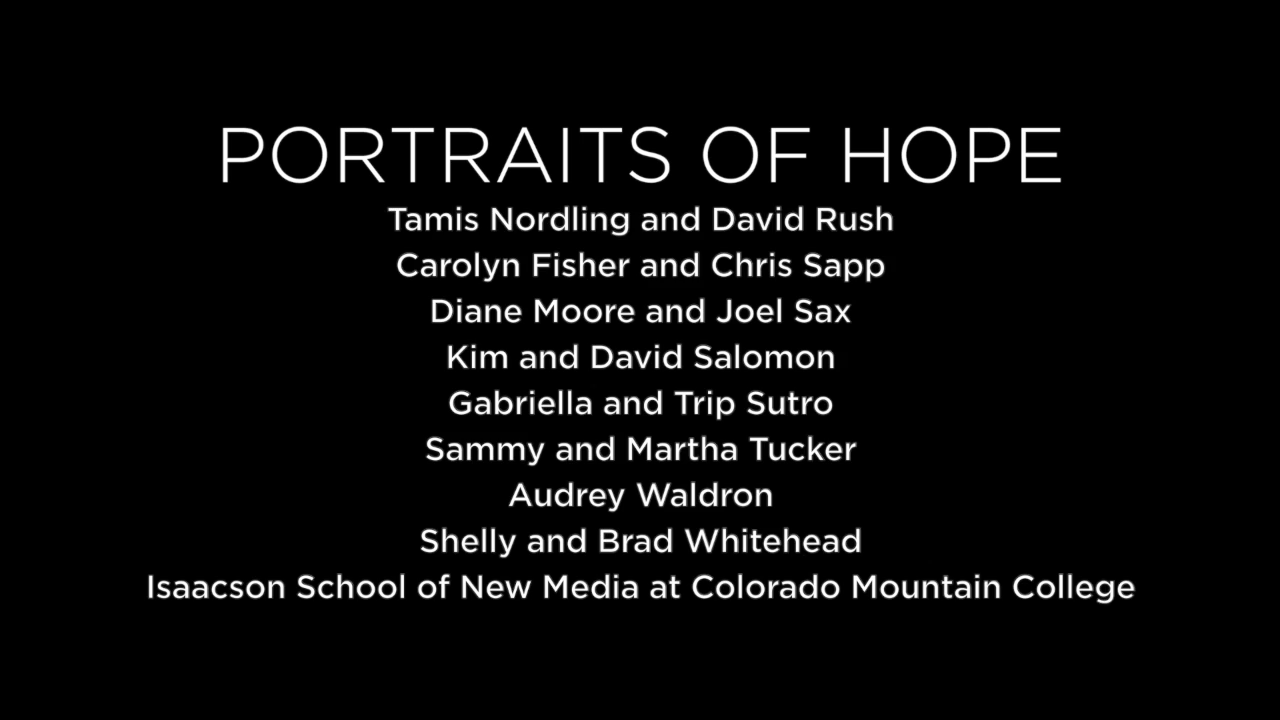 PORTRAITS OF HOPE
Tamis Nordling and David Rush
Carolyn Fisher and Chris Sapp
Diane Moore and Joel Sax
Kim and David Salomon
Gabriella and Trip Sutro
Sammy and Martha Tucker
Audrey Waldron
Shelly and Brad Whitehead
Isaacson School of New Media at Colorado Mountain College